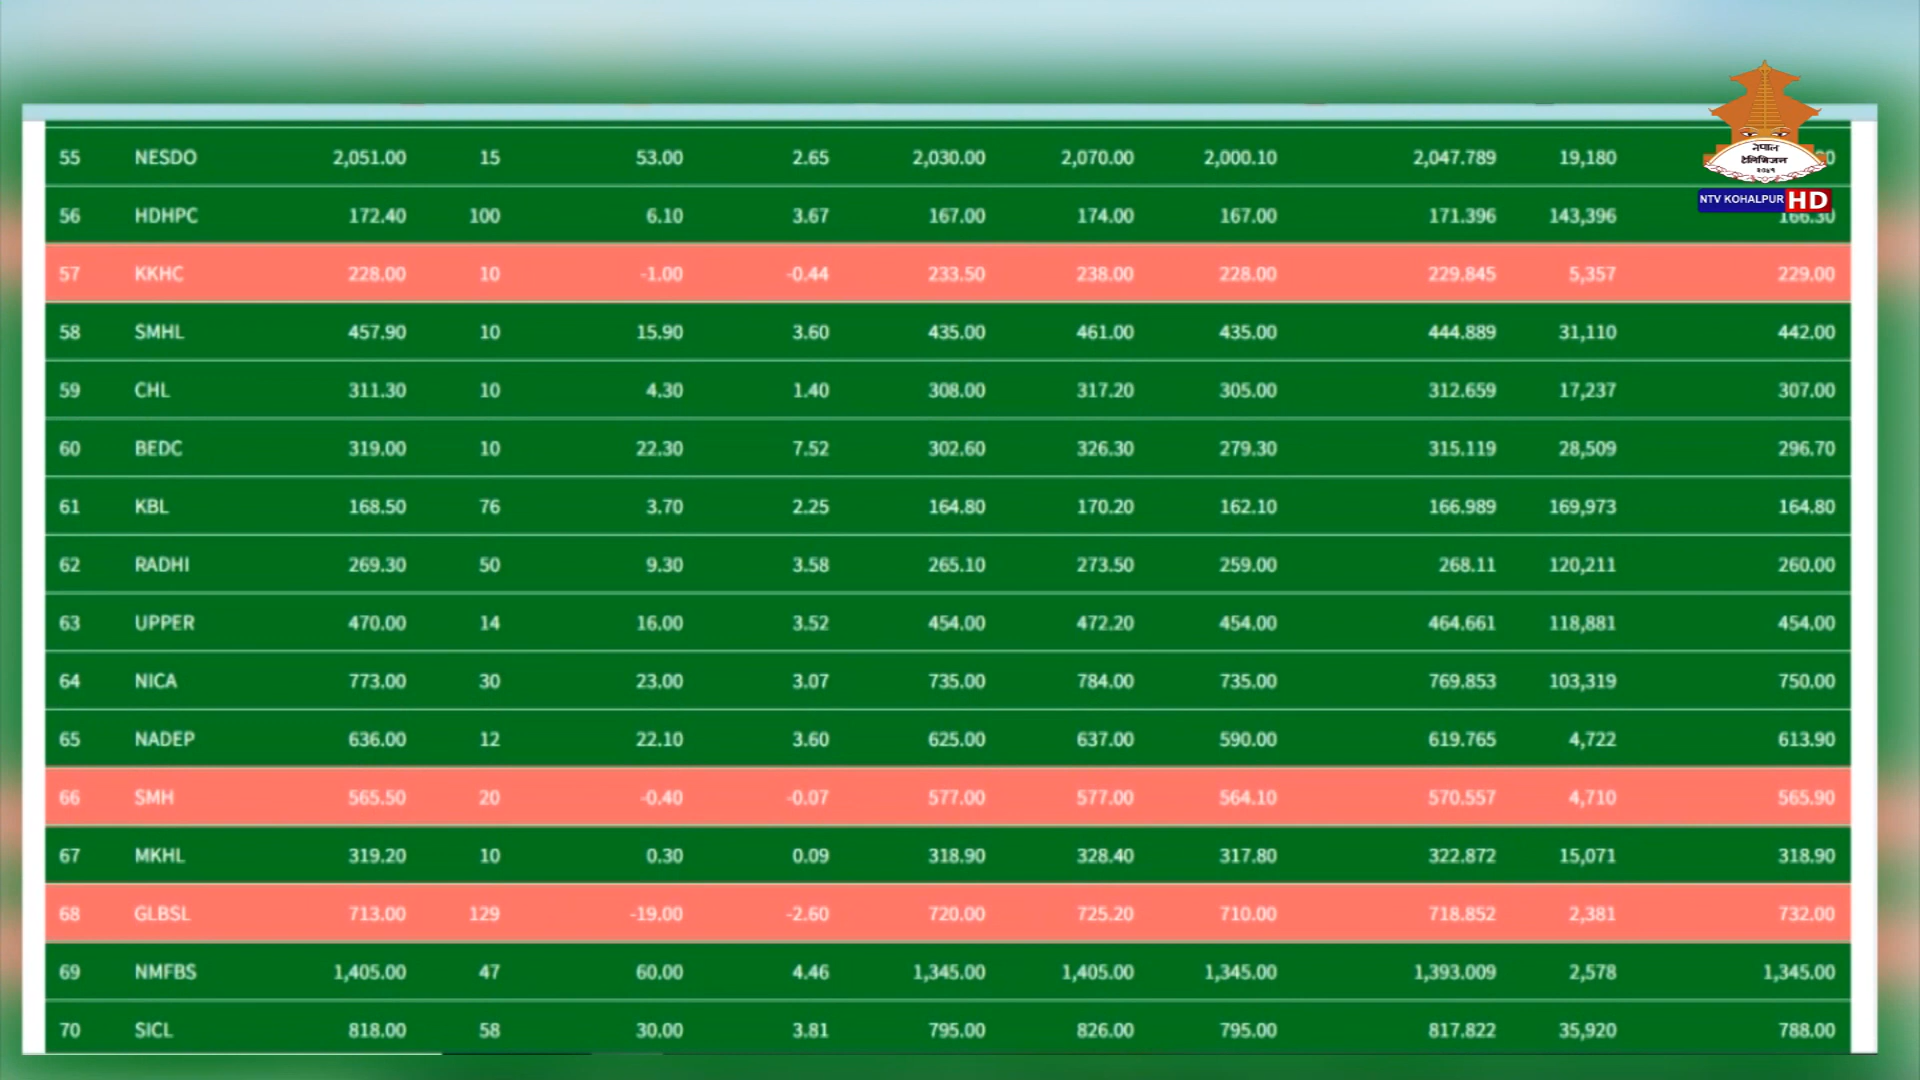 नेपाल
टेलिभिजन
२०४१
NTV KOHALPUR HD
55 NESDO 2,051.00 15 53.00 2.65 2,030.00 2,070.00 2,000.10 2,047.789 19,180
56 HDHPC 172.40 100 6.10 3.67 167.00 174.00 167.00 171.396 143,396 166.30
57 KKHC 228.00 10 -1.00 -0.44 233.50 238.00 228.00 229.845 5,357 229.00
58 SMHL 457.90 10 15.90 3.60 435.00 461.00 435.00 444.889 31,110 442.00
59 CHL 311.30 10 4.30 1.40 308.00 317.20 305.00 312.659 17,237 307.00
60 BEDC 319.00 10 22.30 7.52 302.60 326.30 279.30 315.119 28,509 296.70
61 KBL 168.50 76 3.70 2.25 164.80 170.20 162.10 166.989 169,973 164.80
62 RADHI 269.30 50 9.30 3.58 265.10 273.50 259.00 268.11 120,211 260.00
63 UPPER 470.00 14 16.00 3.52 454.00 472.20 454.00 464.661 118,881 454.00
64 NICA 773.00 30 23.00 3.07 735.00 784.00 735.00 769.853 103,319 750.00
65 NADEP 636.00 12 22.10 3.60 625.00 637.00 590.00 619.765 4,722 613.90
66 SMH 565.50 20 -0.40 -0.07 577.00 577.00 564.10 570.557 4,710 565.90
67 MKHL 319.20 10 0.30 0.09 318.90 328.40 317.80 322.872 15,071 318.90
68 GLBSL 713.00 129 -19.00 -2.60 720.00 725.20 710.00 718.852 2,381 732.00
69 NMFBS 1,405.00 47 60.00 4.46 1,345.00 1,405.00 1,345.00 1,393.009 2,578 1,345.00
70 SICL 818.00 58 30.00 3.81 795.00 826.00 795.00 817.822 35,920 788.00